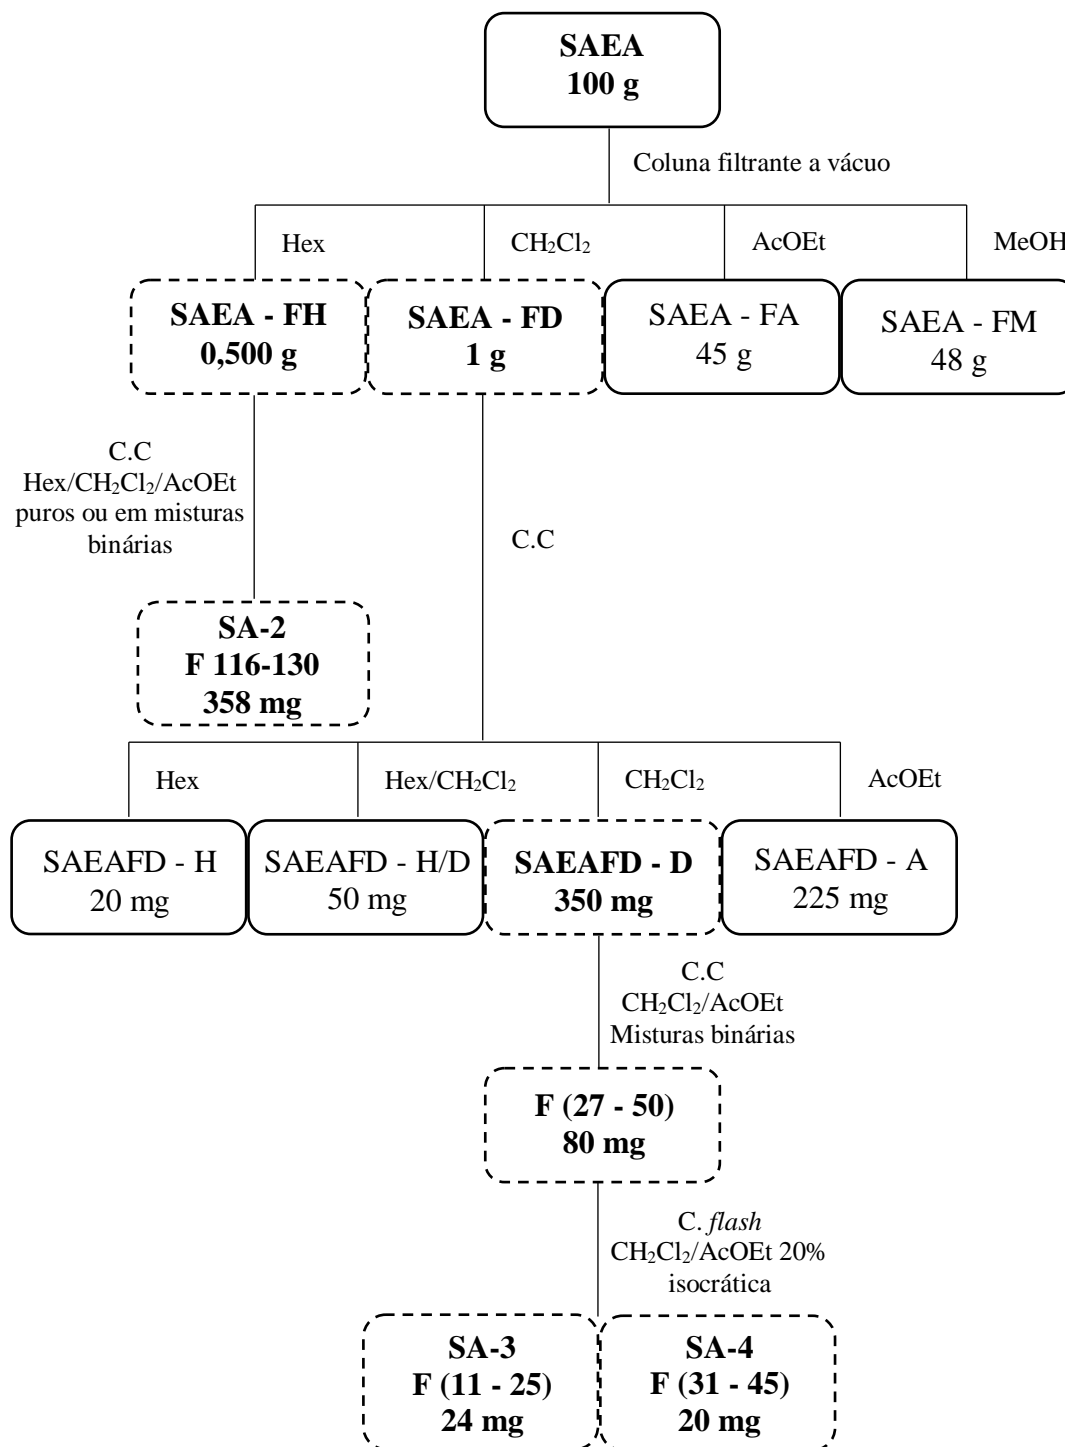 SAEA
100 g
Coluna filtrante a vácuo
Hex
CH₂Cl₂
AcOEt
MeOH
SAEA - FH
0,500 g
SAEA - FD
1 g
SAEA - FA
45 g
SAEA - FM
48 g
C.C
Hex/CH₂Cl₂/AcOEt
puros ou em misturas
binárias
C.C
SA-2
F 116-130
358 mg
Hex
Hex/CH₂Cl₂
CH₂Cl₂
AcOEt
SAEAFD - H
20 mg
SAEAFD - H/D
50 mg
SAEAFD - D
350 mg
SAEAFD - A
225 mg
C.C
CH₂Cl₂/AcOEt
Misturas binárias
F (27 - 50)
80 mg
C. flash
CH₂Cl₂/AcOEt 20%
isocrática
SA-3
F (11 - 25)
24 mg
SA-4
F (31 - 45)
20 mg